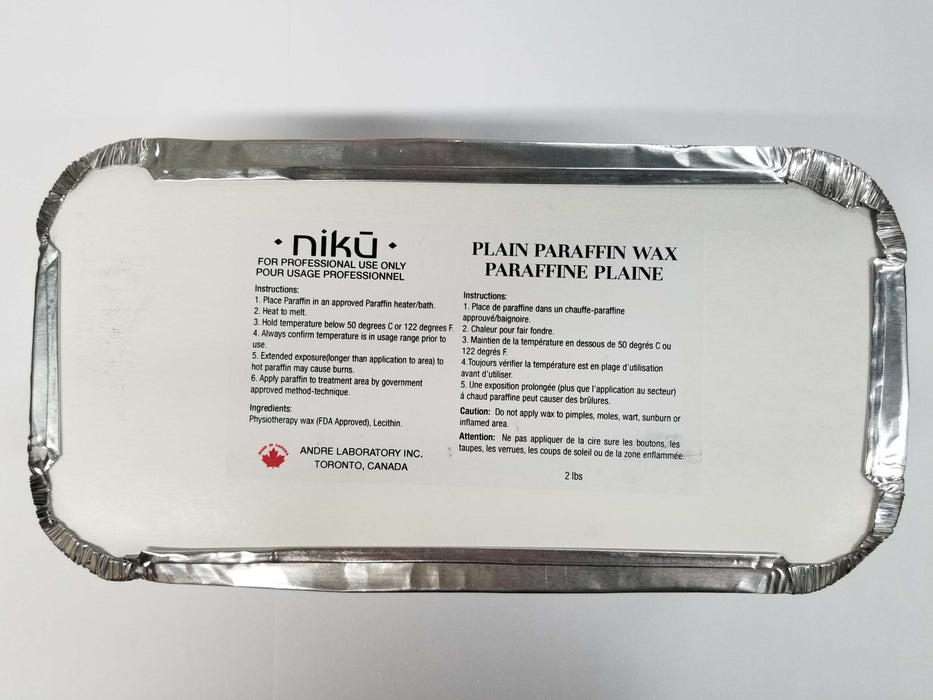 nikū
FOR PROFESSIONAL USE ONLY
POUR USAGE PROFESSIONNEL
Instructions:
1. Place Paraffin in an approved Paraffin heater/bath.
2. Heat to melt.
3. Hold temperature below 50 degrees C or 122 degrees F.
4. Always confirm temperature is in usage range prior to
use.
5. Extended exposure(longer than application to area) to
hot paraffin may cause burns.
6. Apply paraffin to treatment area by government
approved method-technique.
Ingredients:
Physiotherapy wax (FDA Approved), Lecithin.
ANDRE LABORATORY INC.
TORONTO, CANADA
PLAIN PARAFFIN WAX
PARAFFINE PLAINE
Instructions:
1. Place de paraffine dans un chauffe-paraffine
approuvé/baignoire.
2. Chaleur pour fair fondre.
3. Maintien de la température en dessous de 50 degrés C ou
122 degrés F.
4.Toujours vérifier la température est en plage d'utilisation
avant d'utiliser.
5. Une exposition prolongée (plus que l'application au secteur)
á chaud paraffine peut causer des brûlures.
Caution: Do not apply wax to pimples, moles, wart, sunburn or
inflamed area.
Attention: Ne pas appliquer de la cire sure les boutons, les
taupes, les verrues, les coups de soleil ou de la zone enflammée.
2 lbs